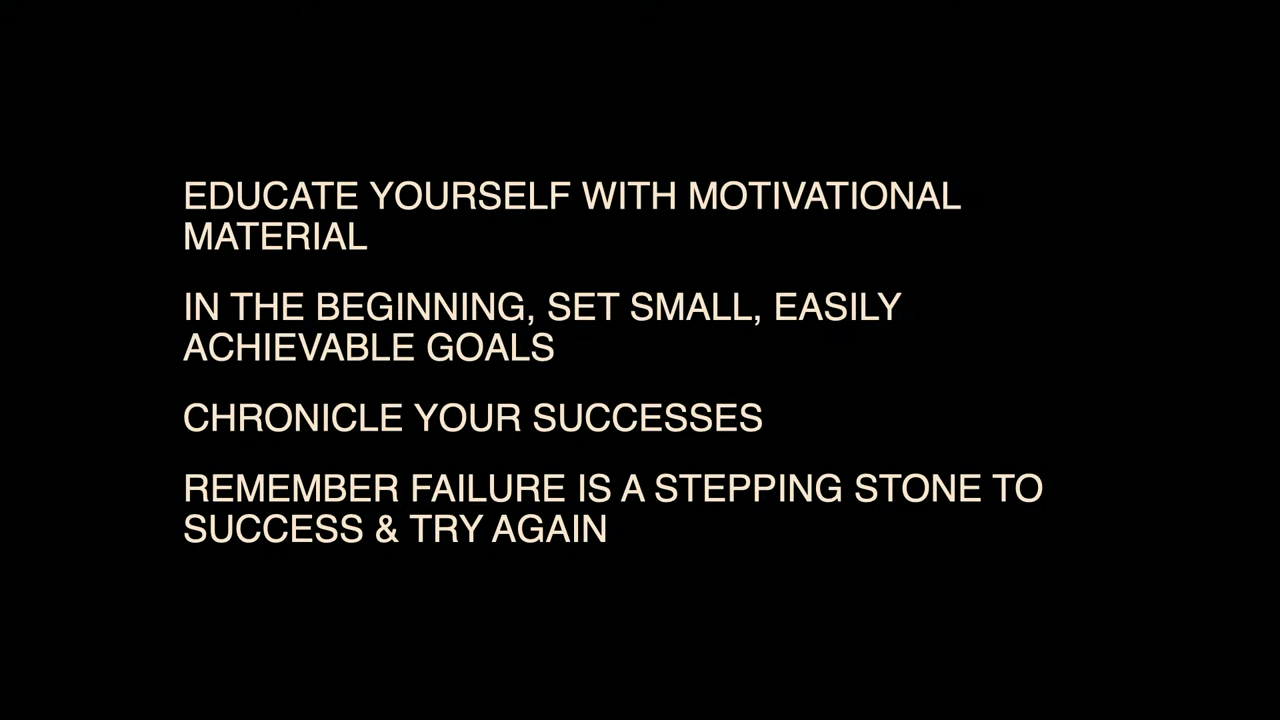 EDUCATE YOURSELF WITH MOTIVATIONAL
MATERIAL
IN THE BEGINNING, SET SMALL, EASILY
ACHIEVABLE GOALS
CHRONICLE YOUR SUCCESSES
REMEMBER FAILURE IS A STEPPING STONE TO
SUCCESS & TRY AGAIN